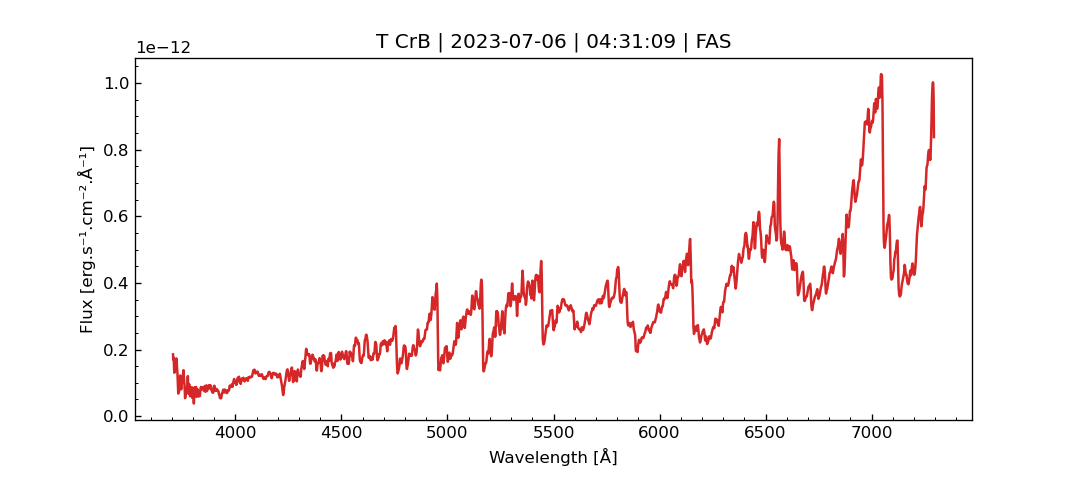 T CrB | 2023-07-06 | 04:31:09 | FAS
1e−12
1.0
0.8
0.6
0.4
0.2
0.0
Flux [erg.s⁻¹.cm⁻².Å⁻¹]
4000 4500 5000 5500 6000 6500 7000
Wavelength [Å]